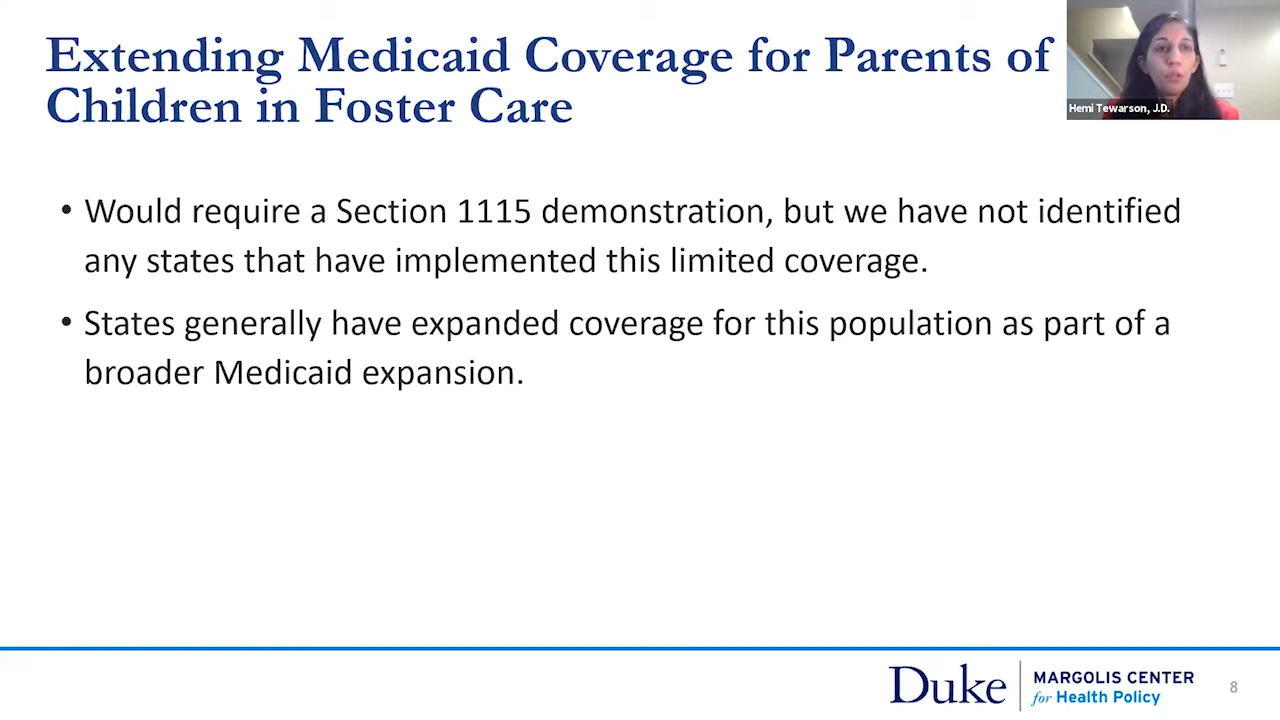 Extending Medicaid Coverage for Parents of
Children in Foster Care
Hemi Tewarson, J.D.
• Would require a Section 1115 demonstration, but we have not identified
any states that have implemented this limited coverage.
• States generally have expanded coverage for this population as part of a
broader Medicaid expansion.
Duke
MARGOLIS CENTER
for Health Policy
8